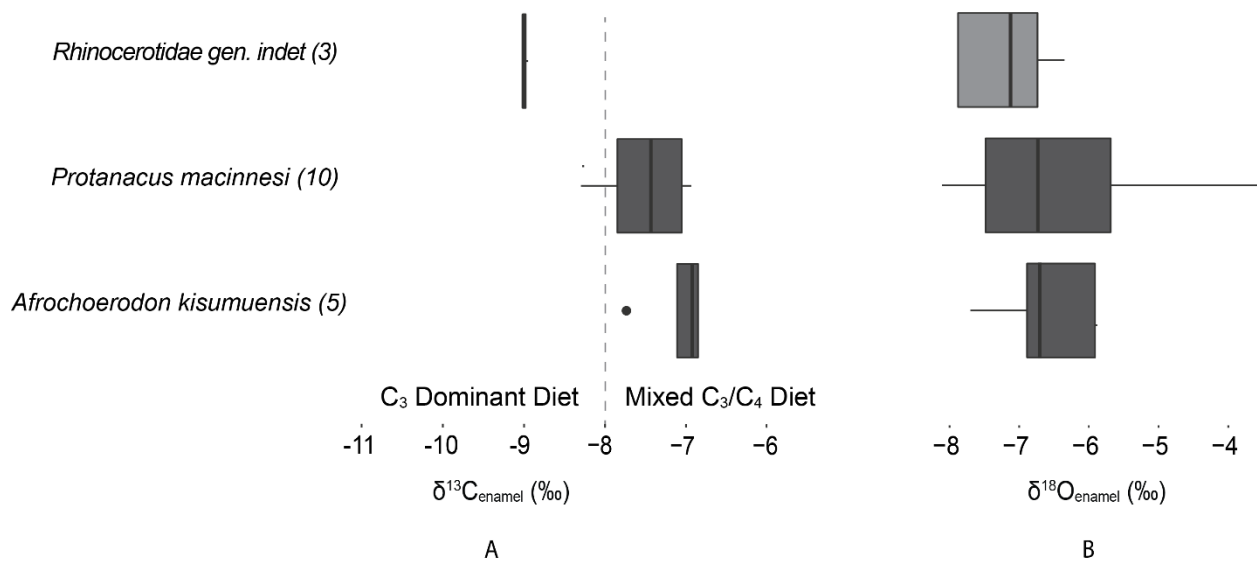 Rhinocerotidae gen. indet (3)
Protanacus macinnesi (10)
Afrochoerodon kisumuensis (5)
C₃ Dominant Diet
Mixed C₃/C₄ Diet
-11 -10 -9 −8 −7 −6
−8 −7 −6 −5 −4
δ¹³Cenamel (‰)
δ¹⁸Oenamel (‰)
A
B